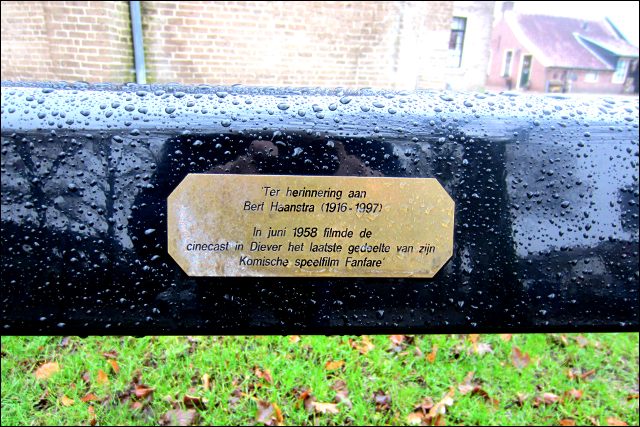 'Ter herinnering aan
Bert Haanstra (1916-1997)
In juni 1958 filmde de
cinecast in Diever het laatste gedeelte van zijn
Komische speelfilm Fanfare'